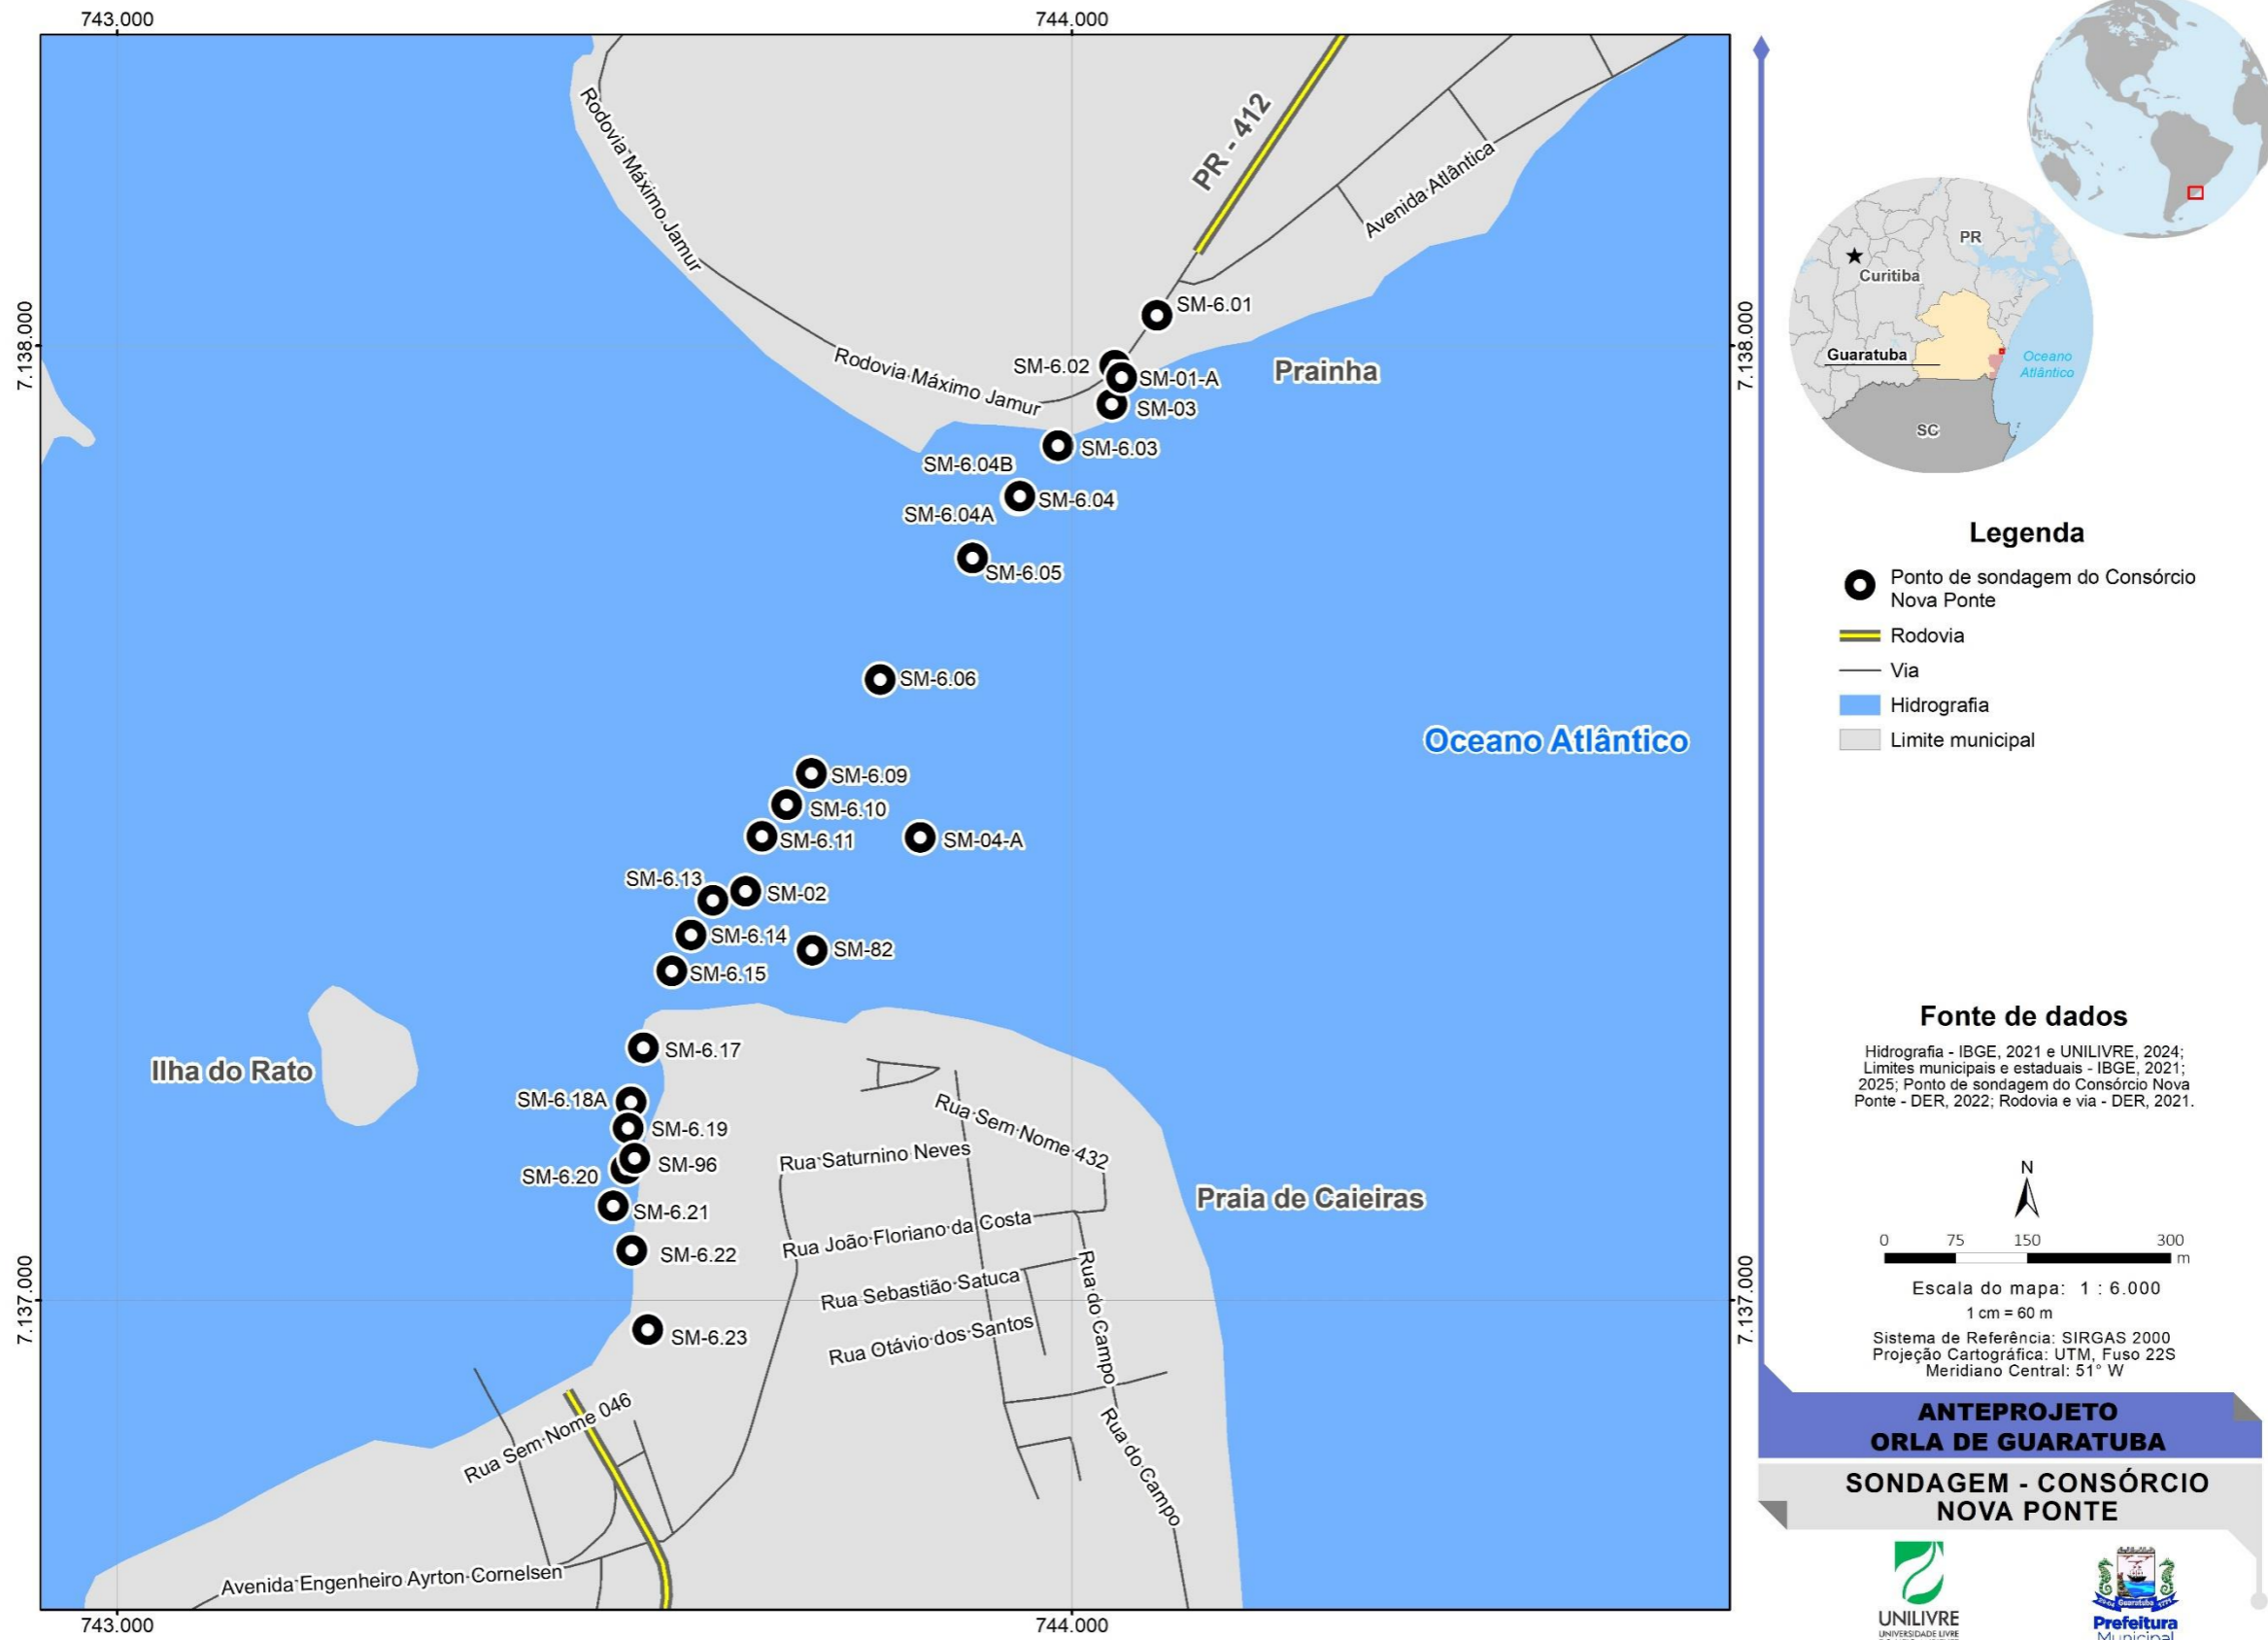 743.000
744.000
PR - 412
Rodovia Máximo Jamur
Avenida Atlântica
7.138.000
7.138.000
SM-6.01
SM-6.02
SM-01-A
Prainha
Rodovia Máximo Jamur
SM-03
SM-6.03
SM-6.04B
SM-6.04
SM-6.04A
SM-6.05
SM-6.06
Oceano Atlântico
SM-6.09
SM-6.10
SM-6.11
SM-04-A
SM-6.13
SM-02
SM-6.14
SM-82
SM-6.15
SM-6.17
Ilha do Rato
SM-6.18A
Rua Sem Nome 432
SM-6.19
Rua Saturnino Neves
SM-96
SM-6.20
Praia de Caieiras
SM-6.21
Rua João Floriano da Costa
SM-6.22
Rua Sebastião Satuca
Rua do Campo
7.137.000
7.137.000
SM-6.23
Rua Otávio dos Santos
Rua Sem Nome 046
Rua do Campo
Avenida Engenheiro Ayrton Cornelsen
743.000
744.000
PR
Curitiba
Guaratuba
Oceano
Atlântico
SC
Legenda
Ponto de sondagem do Consórcio
Nova Ponte
Rodovia
Via
Hidrografia
Limite municipal
Fonte de dados
Hidrografia - IBGE, 2021 e UNILIVRE, 2024;
Limites municipais e estaduais - IBGE, 2021;
2025; Ponto de sondagem do Consórcio Nova
Ponte - DER, 2022; Rodovia e via - DER, 2021.
N
0 75 150 300
m
Escala do mapa: 1 : 6.000
1 cm = 60 m
Sistema de Referência: SIRGAS 2000
Projeção Cartográfica: UTM, Fuso 22S
Meridiano Central: 51° W
ANTEPROJETO
ORLA DE GUARATUBA
SONDAGEM - CONSÓRCIO
NOVA PONTE
UNILIVRE
UNIVERSIDADE LIVRE
Guaratuba
1771
Prefeitura
Municipal